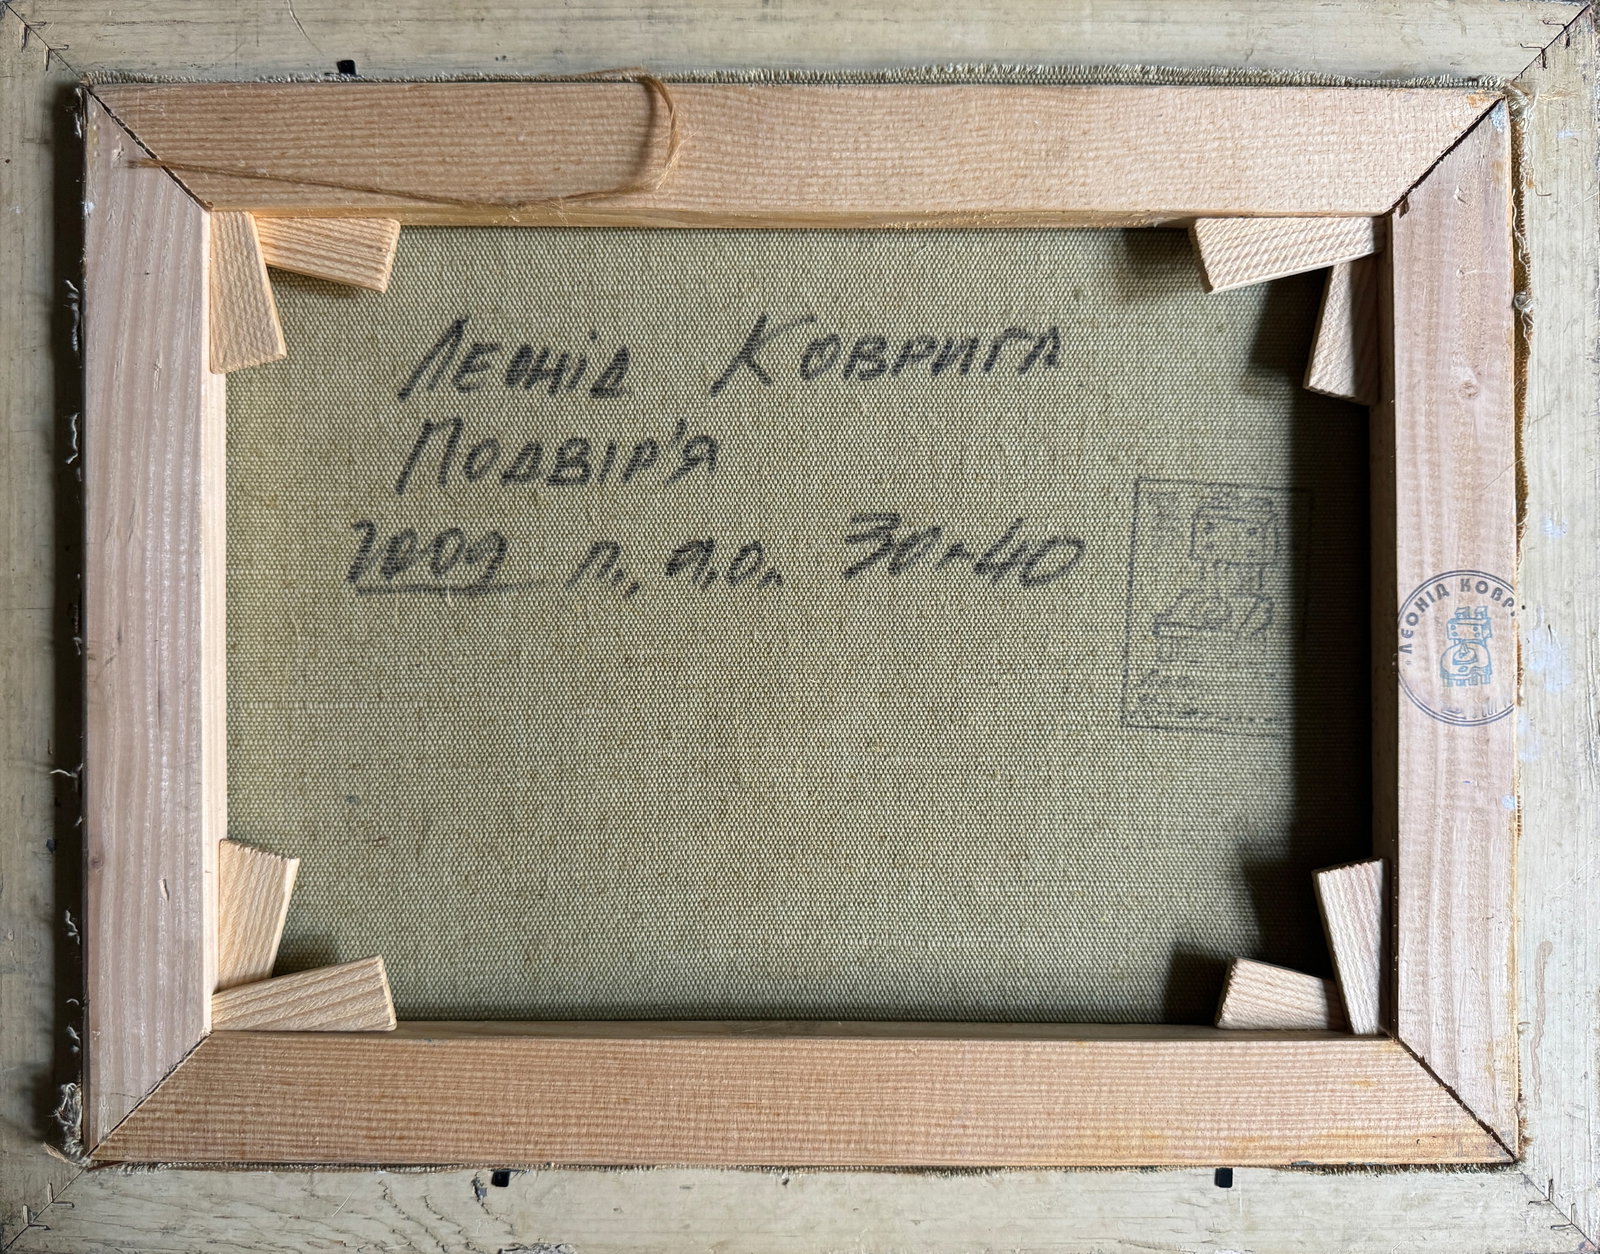 Леонід Коврига
Подвір'я
2009 п., о. 30×40
ЛЕОНІД КОВР